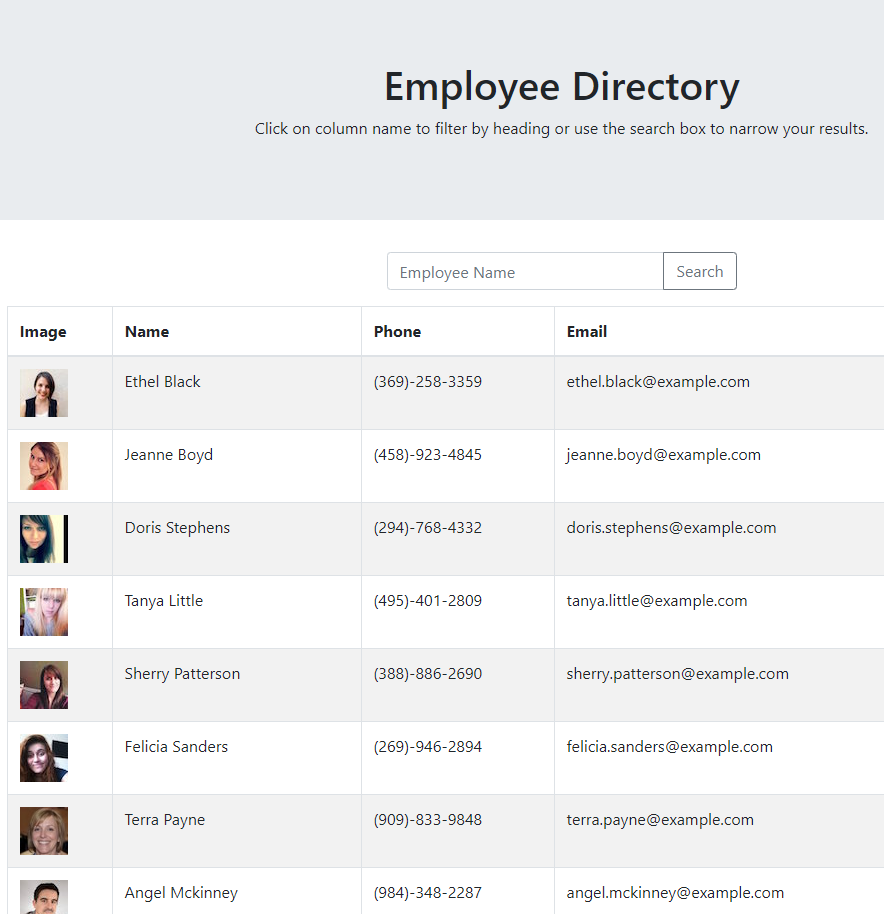 Employee Directory
Click on column name to filter by heading or use the search box to narrow your results.
Employee Name Search
Image Name Phone Email
Ethel Black (369)-258-3359 ethel.black@example.com
Jeanne Boyd (458)-923-4845 jeanne.boyd@example.com
Doris Stephens (294)-768-4332 doris.stephens@example.com
Tanya Little (495)-401-2809 tanya.little@example.com
Sherry Patterson (388)-886-2690 sherry.patterson@example.com
Felicia Sanders (269)-946-2894 felicia.sanders@example.com
Terra Payne (909)-833-9848 terra.payne@example.com
Angel Mckinney (984)-348-2287 angel.mckinney@example.com